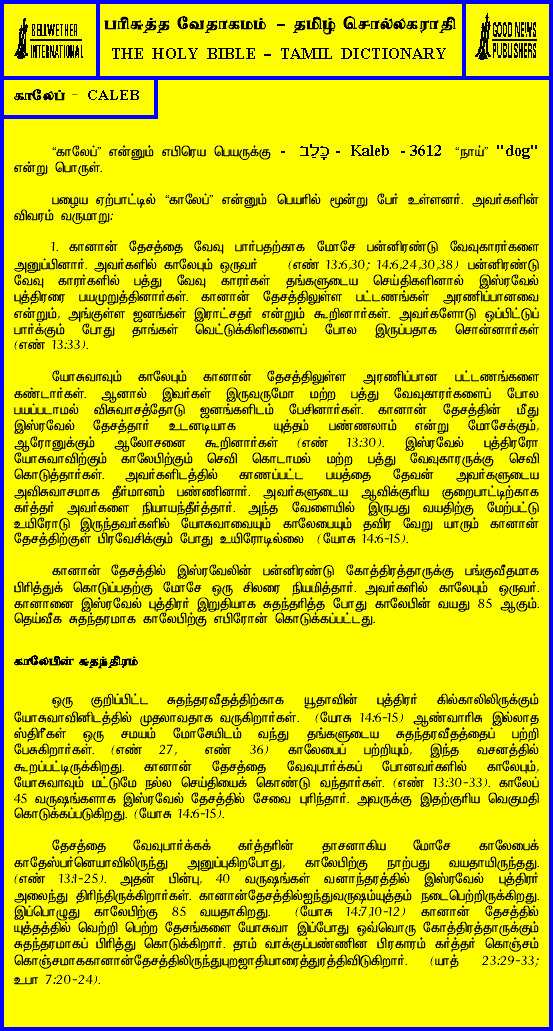 BELLWETHER
INTERNATIONAL
பரிசுத்த வேதாகமம் – தமிழ் சொல்லகராதி
THE HOLY BIBLE – TAMIL DICTIONARY
GOOD NEWS
PUBLISHERS
காலேப் – CALEB
“காலேப்” என்னும் எபிரெய பெயருக்கு - כָּלֵב - Kaleb - 3612 “நாய்” "dog"
என்று பொருள்.
பழைய ஏற்பாட்டில் “காலேப்” என்னும் பெயரில் மூன்று பேர் உள்ளனர். அவர்களின்
விவரம் வருமாறு:
1. கானான் தேசத்தை வேவு பார்பதற்காக மோசே பன்னிரண்டு வேவுகாரர்களை
அனுப்பினார். அவர்களில் காலேபும் ஒருவர் (எண் 13:6,30; 14:6,24,30,38) பன்னிரண்டு
வேவு காரர்களில் பத்து வேவு காரர்கள் தங்களுடைய செய்திகளினால் இஸ்ரவேல்
புத்திரரை பயமுறுத்தினார்கள். கானான் தேசத்திலுள்ள பட்டணங்கள் அரணிப்பானவை
என்றும், அங்குள்ள ஜனங்கள் இராட்சதர் என்றும் கூறினார்கள். அவர்களோடு ஒப்பிட்டுப்
பார்க்கும் போது தாங்கள் வெட்டுக்கிளிகளைப் போல இருப்பதாக சொன்னார்கள்
(எண் 13:33).
யோசுவாவும் காலேபும் கானான் தேசத்திலுள்ள அரணிப்பான பட்டணங்களை
கண்டார்கள். ஆனால் இவர்கள் இருவருமோ மற்ற பத்து வேவுகாரர்களைப் போல
பயப்படாமல் விசுவாசத்தோடு ஜனங்களிடம் பேசினார்கள். கானான் தேசத்தின் மீது
இஸ்ரவேல் தேசத்தார் உடனடியாக யுத்தம் பண்ணலாம் என்று மோசேக்கும்,
ஆரோனுக்கும் ஆலோசனை கூறினார்கள் (எண் 13:30). இஸ்ரவேல் புத்திரரோ
யோசுவாவிற்கும் காலேபிற்கும் செவி கொடாமல் மற்ற பத்து வேவுகாரருக்கு செவி
கொடுத்தார்கள். அவர்களிடத்தில் காணப்பட்ட பயத்தை தேவன் அவர்களுடைய
அவிசுவாசமாக தீர்மானம் பண்ணினார். அவர்களுடைய ஆவிக்குரிய குறைபாட்டிற்காக
கர்த்தர் அவர்களை நியாயந்தீர்த்தார். அந்த வேளையில் இருபது வயதிற்கு மேற்பட்டு
உயிரோடு இருந்தவர்களில் யோசுவாவையும் காலேபையும் தவிர வேறு யாரும் கானான்
தேசத்திற்குள் பிரவேசிக்கும் போது உயிரோடில்லை (யோசு 14:6-15).
கானான் தேசத்தில் இஸ்ரவேலின் பன்னிரண்டு கோத்திரத்தாருக்கு பங்குவீதமாக
பிரித்துக் கொடுப்பதற்கு மோசே ஒரு சிலரை நியமித்தார். அவர்களில் காலேபும் ஒருவர்.
கானானை இஸ்ரவேல் புத்திரர் இறுதியாக சுதந்தரித்த போது காலேபின் வயது 85 ஆகும்.
தெய்வீக சுதந்தரமாக காலேபிற்கு எபிரோன் கொடுக்கப்பட்டது.
காலேபின் சுதந்திரம்
ஒரு குறிப்பிட்ட சுதந்தரவீதத்திற்காக யூதாவின் புத்திரர் கில்காலிலிருக்கும்
யோசுவாவினிடத்தில் முதலாவதாக வருகிறார்கள். (யோசு 14:6-15) ஆண்வாரிசு இல்லாத
ஸ்திரீகள் ஒரு சமயம் மோசேயிடம் வந்து தங்களுடைய சுதந்தரவீதத்தைப் பற்றி
பேசுகிறார்கள். (எண் 27, எண் 36) காலேபைப் பற்றியும், இந்த வசனத்தில்
கூறப்பட்டிருக்கிறது. கானான் தேசத்தை வேவுபார்க்கப் போனவர்களில் காலேபும்,
யோசுவாவும் மட்டுமே நல்ல செய்தியைக் கொண்டு வந்தார்கள். (எண் 13:30-33). காலேப்
45 வருஷங்களாக இஸ்ரவேல் தேசத்தில் சேவை புரிந்தார். அவருக்கு இதற்குரிய வெகுமதி
கொடுக்கப்படுகிறது. (யோசு 14:6-15).
தேசத்தை வேவுபார்க்கக் கர்த்தரின் தாசனாகிய மோசே காலேபைக்
காதேஸ்பர்னெயாவிலிருந்து அனுப்புகிறபோது, காலேபிற்கு நாற்பது வயதாயிருந்தது.
(எண் 13:1-25). அதன் பின்பு, 40 வருஷங்கள் வனாந்தரத்தில் இஸ்ரவேல் புத்திரர்
அலைந்து திரிந்திருக்கிறார்கள். கானான்தேசத்தில்ஐந்துவருஷம்யுத்தம் நடைபெற்றிருக்கிறது.
இப்பொழுது காலேபிற்கு 85 வயதாகிறது. (யோசு 14:7,10-12) கானான் தேசத்தில்
யுத்தத்தில் வெற்றி பெற்ற தேசங்களை யோசுவா இப்போது ஒவ்வொரு கோத்திரத்தாருக்கும்
சுதந்தரமாகப் பிரித்து கொடுக்கிறார். தாம் வாக்குப்பண்ணின பிரகாரம் கர்த்தர் கொஞ்சம்
கொஞ்சமாககானான்தேசத்திலிருந்துபுறஜாதியாரைத்துரத்திவிடுகிறார். (யாத் 23:29-33;
உபா 7:20-24).